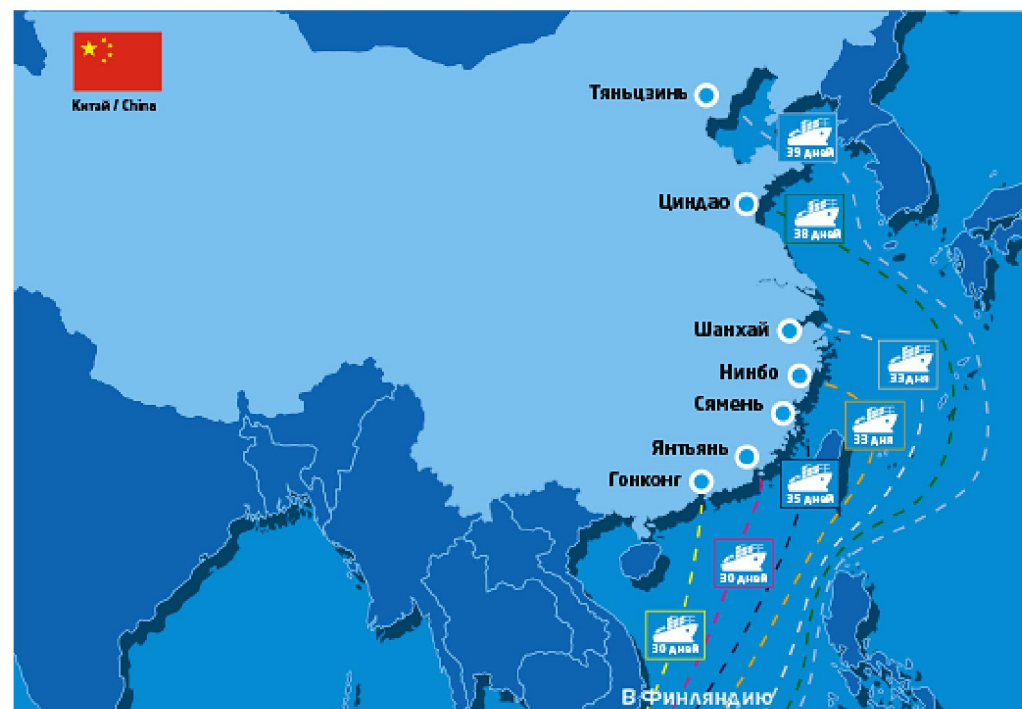 Китай / China
Тяньцзинь
39 дней
Циндао
38 дней
Шанхай
33 дня
Нинбо
Сямень
33 дня
Янтьянь
Гонконг
35 дней
30 дней
30 дней
В Финляндию